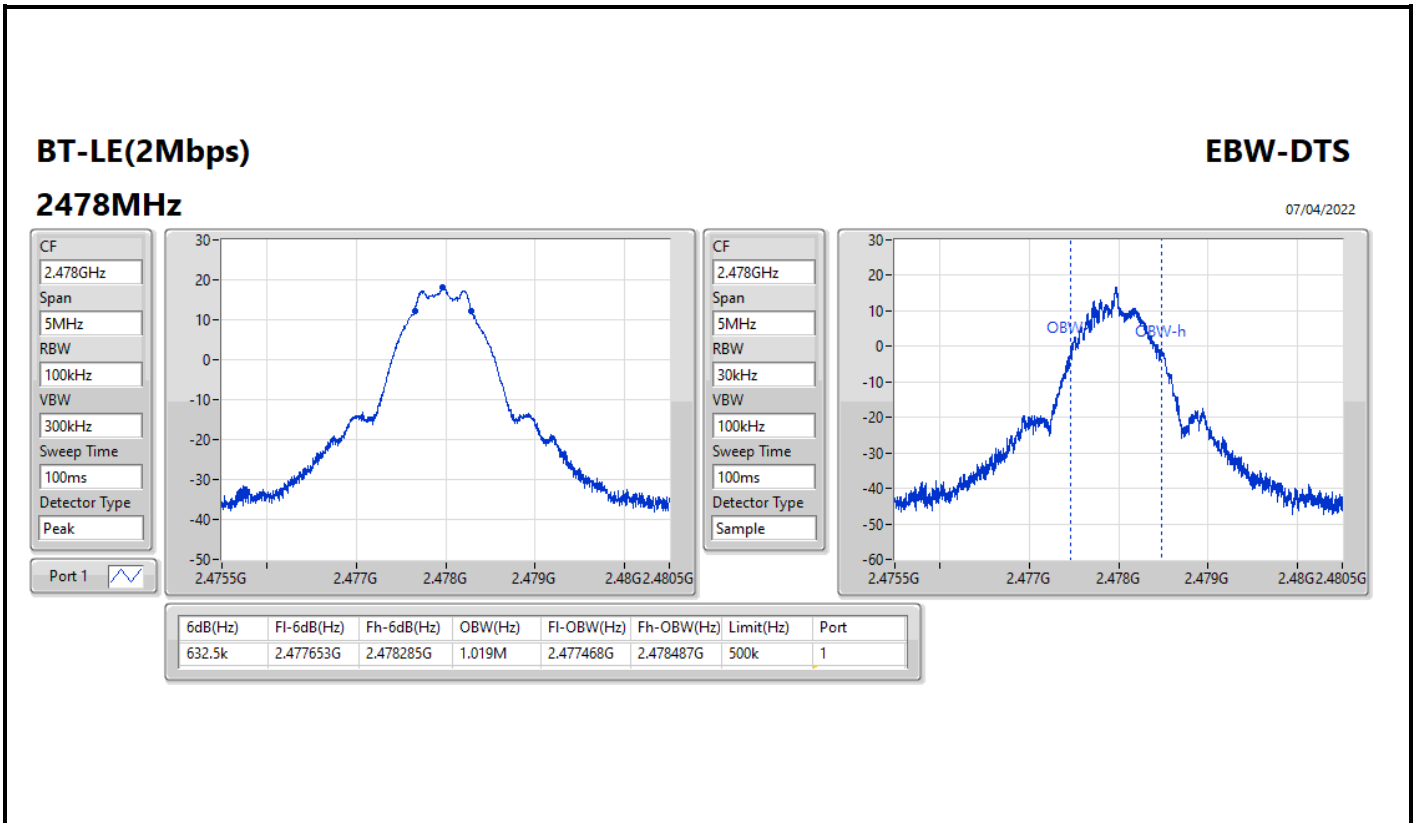 BT-LE(2Mbps)
EBW-DTS
2478MHz
07/04/2022
CF
2.478GHz
Span
5MHz
RBW
100kHz
VBW
300kHz
Sweep Time
100ms
Detector Type
Peak
Port 1
30
20
10
0
-10
-20
-30
-40
-50
2.4755G
2.477G
2.478G
2.479G
2.48G
2.4805G
CF
2.478GHz
Span
5MHz
RBW
30kHz
VBW
100kHz
Sweep Time
100ms
Detector Type
Sample
30
20
10
0
-10
-20
-30
-40
-50
-60
OBW
OBW-h
2.4755G
2.477G
2.478G
2.479G
2.48G
2.4805G
6dB(Hz) Fl-6dB(Hz) Fh-6dB(Hz) OBW(Hz) Fl-OBW(Hz) Fh-OBW(Hz) Limit(Hz) Port
632.5k 2.477653G 2.478285G 1.019M 2.477468G 2.478487G 500k 1